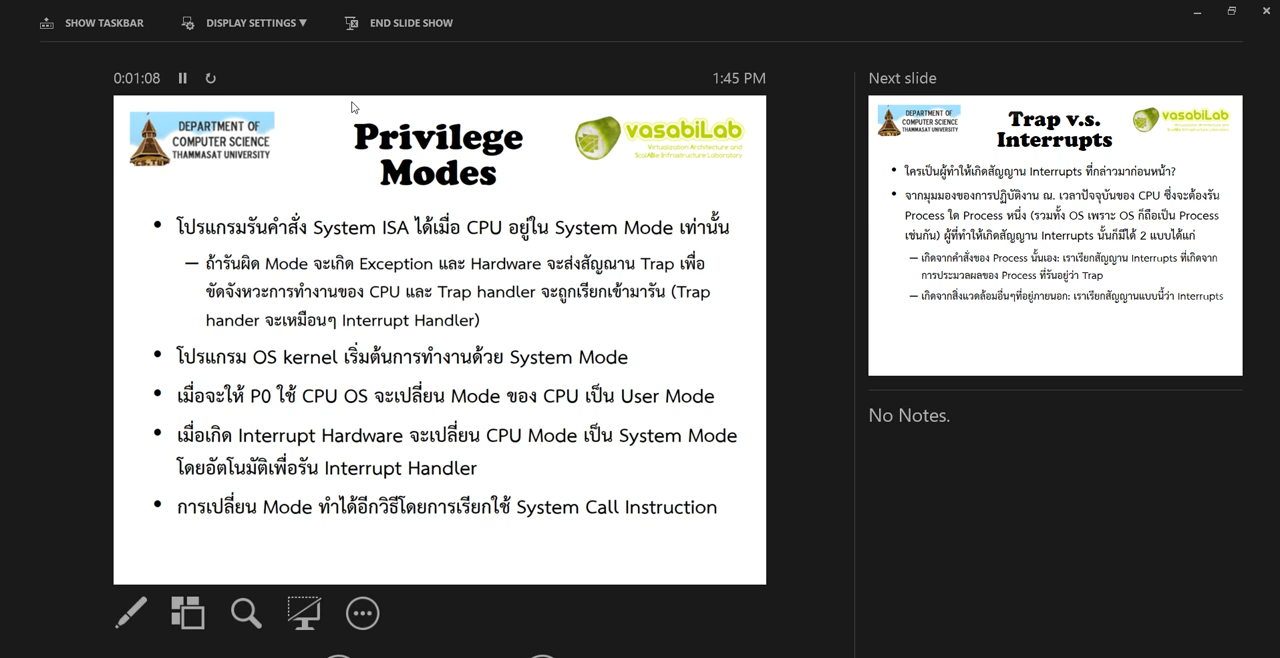 SHOW TASKBAR
DISPLAY SETTINGS ▼
END SLIDE SHOW
0:01:08
1:45 PM
DEPARTMENT OF
COMPUTER SCIENCE
THAMMASAT UNIVERSITY
Privilege
Modes
vasabiLab
Virtualization Architecture and
ScalAble Infrastructure Laboratory
• โปรแกรมรันคำสั่ง System ISA ได้เมื่อ CPU อยู่ใน System Mode เท่านั้น
– ถ้ารันผิด Mode จะเกิด Exception และ Hardware จะส่งสัญณาน Trap เพื่อ
ขัดจังหวะการทำงานของ CPU และ Trap handler จะถูกเรียกเข้ามารัน (Trap
hander จะเหมือนๆ Interrupt Handler)
• โปรแกรม OS kernel เริ่มต้นการทำงานด้วย System Mode
• เมื่อจะให้ P0 ใช้ CPU OS จะเปลี่ยน Mode ของ CPU เป็น User Mode
• เมื่อเกิด Interrupt Hardware จะเปลี่ยน CPU Mode เป็น System Mode
โดยอัตโนมัติเพื่อรัน Interrupt Handler
• การเปลี่ยน Mode ทำได้อีกวิธีโดยการเรียกใช้ System Call Instruction
Next slide
DEPARTMENT OF
COMPUTER SCIENCE
THAMMASAT UNIVERSITY
Trap v.s.
Interrupts
vasabiLab
• ใครเป็นผู้ทำให้เกิดสัญญาน Interrupts ที่กล่าวมาก่อนหน้า?
• จากมุมมองของการปฏิบัติงาน ณ. เวลาปัจจุบันของ CPU ซึ่งจะต้องรัน
Process ใด Process หนึ่ง (รวมทั้ง OS เพราะ OS ก็ถือเป็น Process
เช่นกัน) ผู้ที่ทำให้เกิดสัญญาน Interrupts นั้นก็มีได้ 2 แบบได้แก่
– เกิดจากคำสั่งของ Process นั้นเอง: เราเรียกสัญญาน Interrupts ที่เกิดจาก
การประมวลผลของ Process ที่รันอยู่ว่า Trap
– เกิดจากสิ่งแวดล้อมอื่นๆที่อยู่ภายนอก: เราเรียกสัญญานแบบนี้ว่า Interrupts
No Notes.